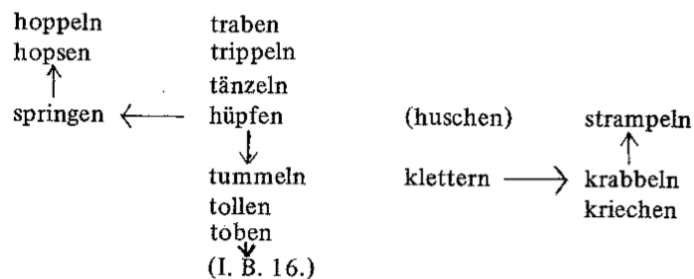 hoppeln traben
hopsen trippeln
tänzeln
springen hüpfen (huschen) strampeln
tummeln klettern krabbeln
tollen kriechen
toben
(I. B. 16.)